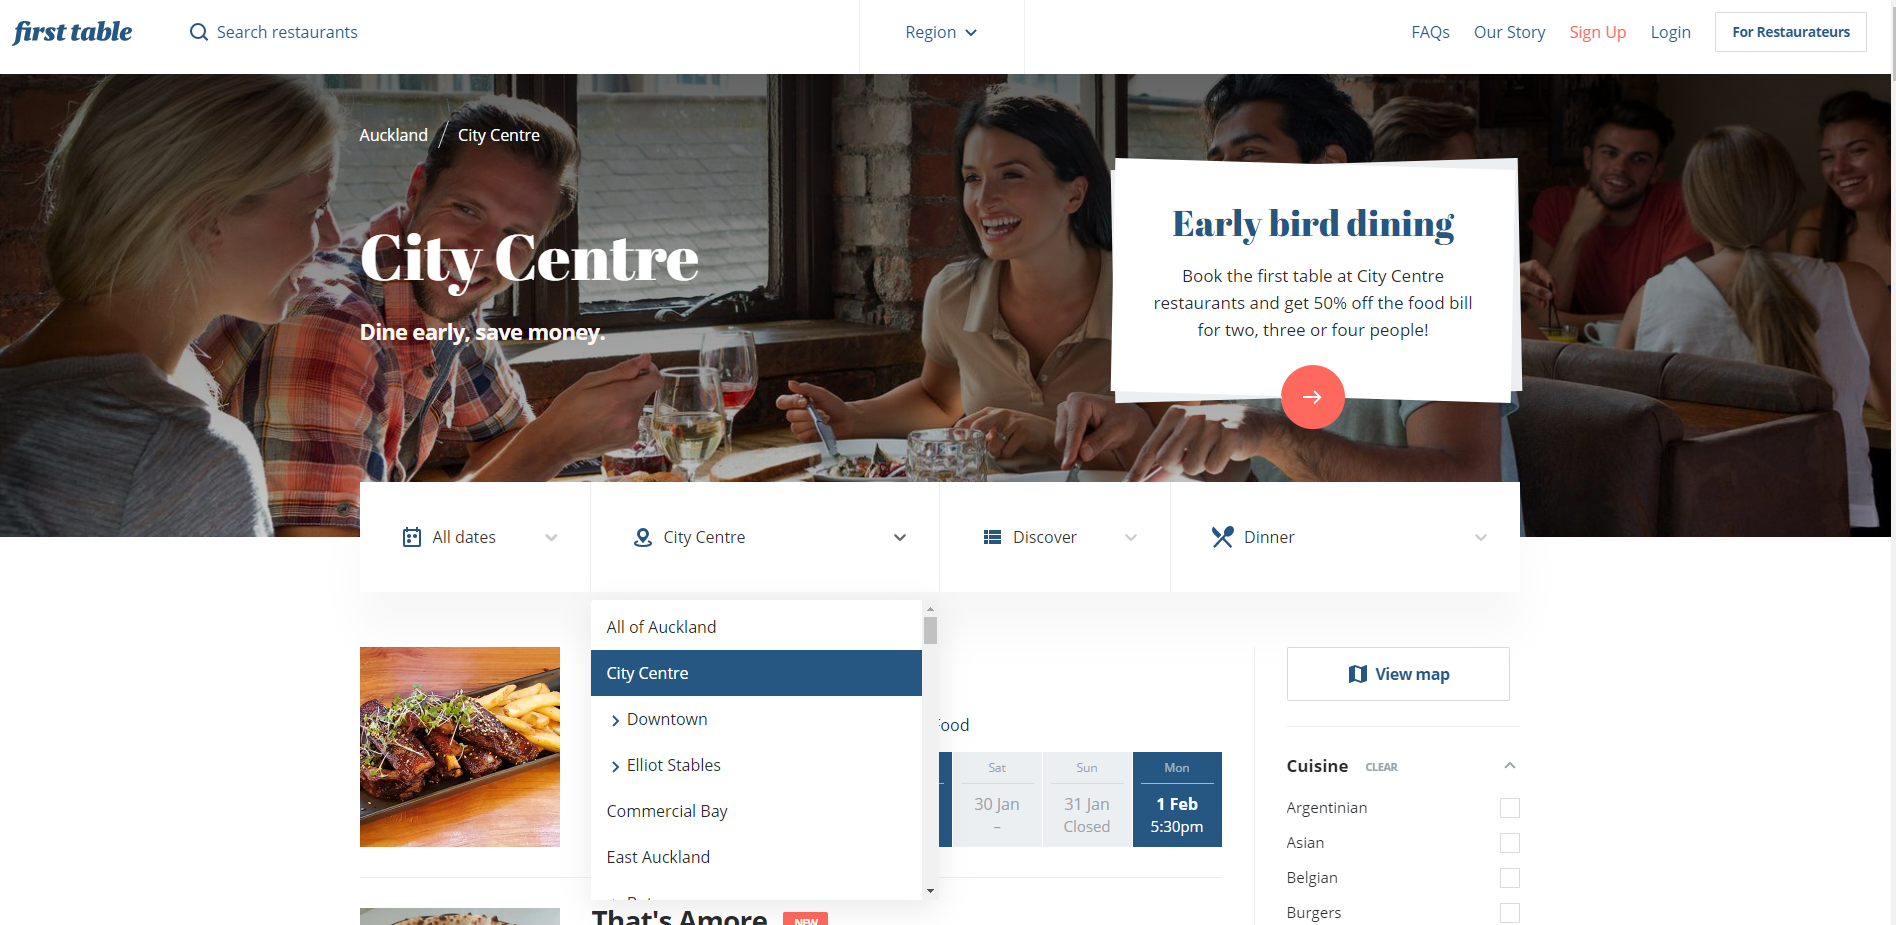 first table
Search restaurants
Region
FAQs
Our Story
Sign Up
Login
For Restaurateurs
Auckland / City Centre
City Centre
Dine early, save money.
Early bird dining
Book the first table at City Centre
restaurants and get 50% off the food bill
for two, three or four people!
All dates
City Centre
Discover
Dinner
All of Auckland
City Centre
Downtown
Elliot Stables
Commercial Bay
East Auckland
Food
Sat
30 Jan
–
Sun
31 Jan
Closed
Mon
1 Feb
5:30pm
View map
Cuisine
CLEAR
Argentinian
Asian
Belgian
Burgers
That's Amore
NEW